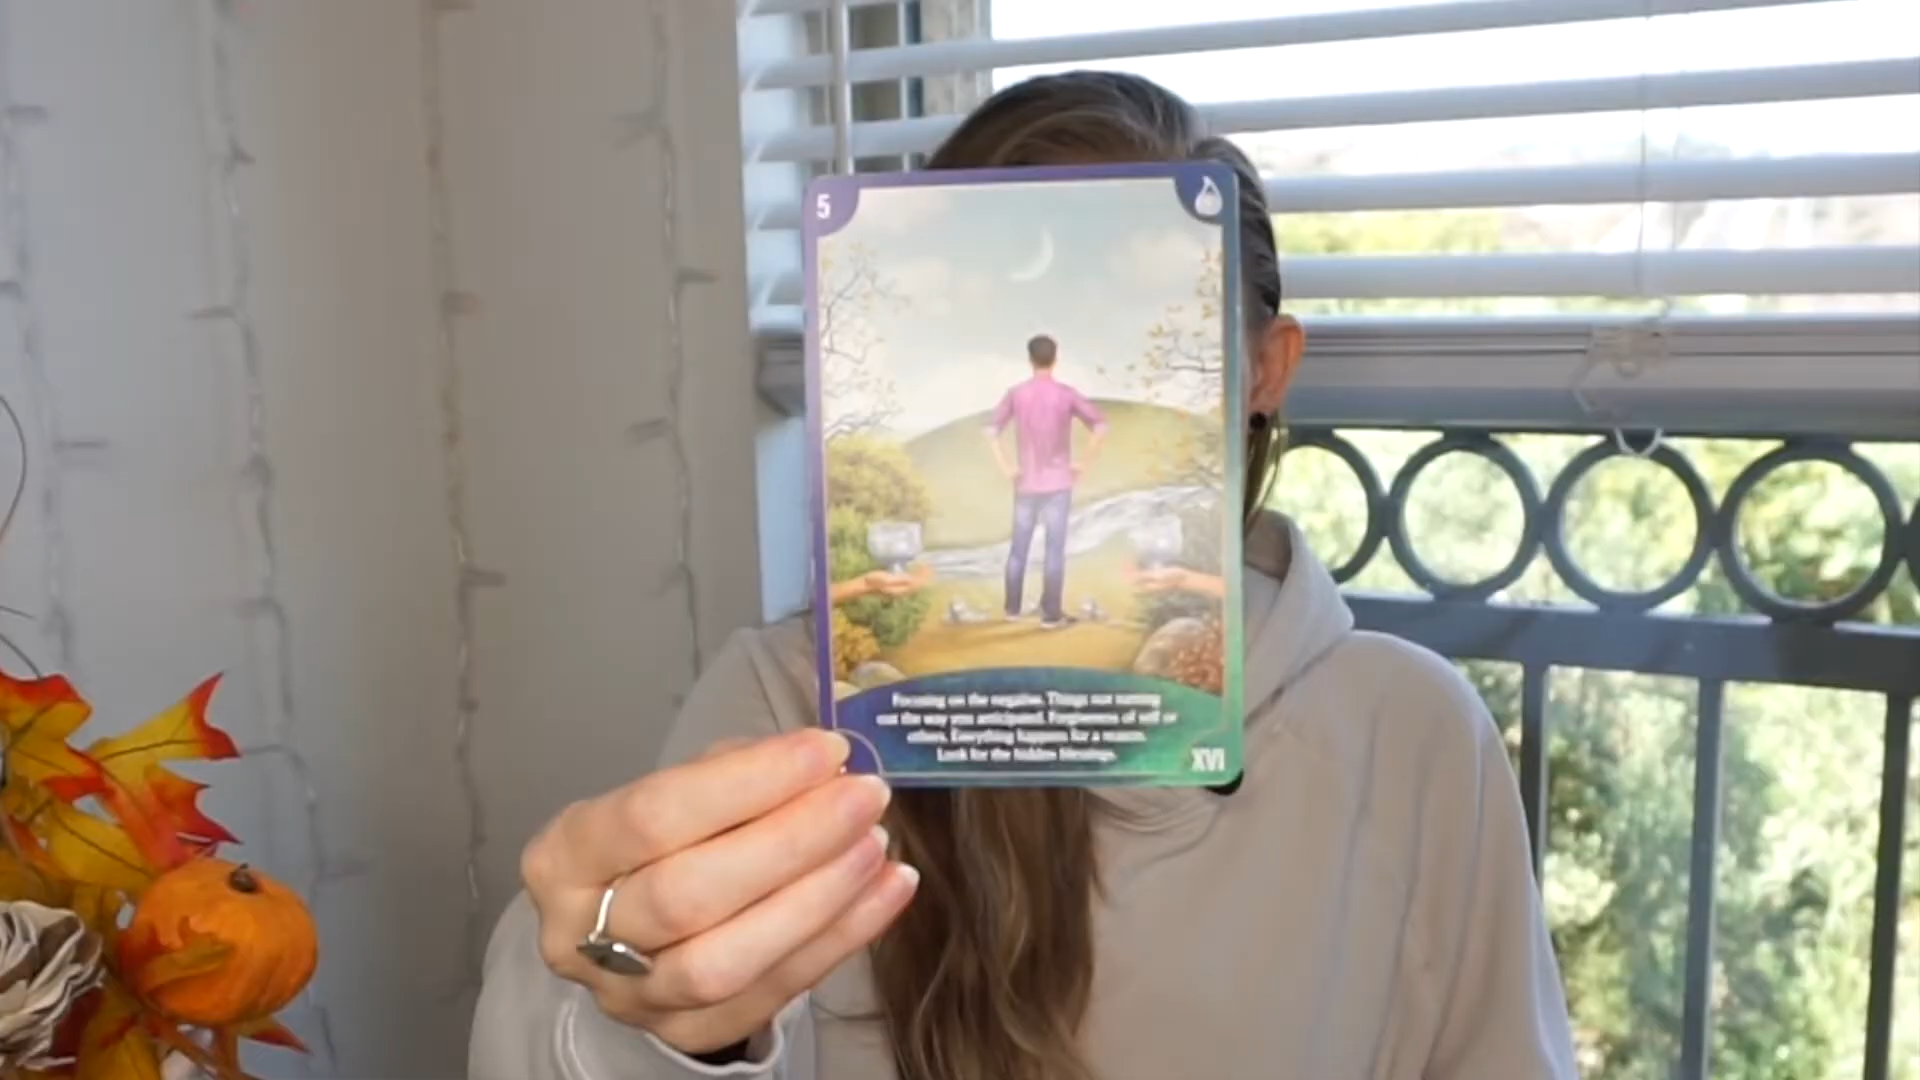 5
Focusing on the negative. Things not turning
out the way you anticipated. Forgiveness of self or
others. Everything happens for a reason.
Look for the hidden blessings.
XVI